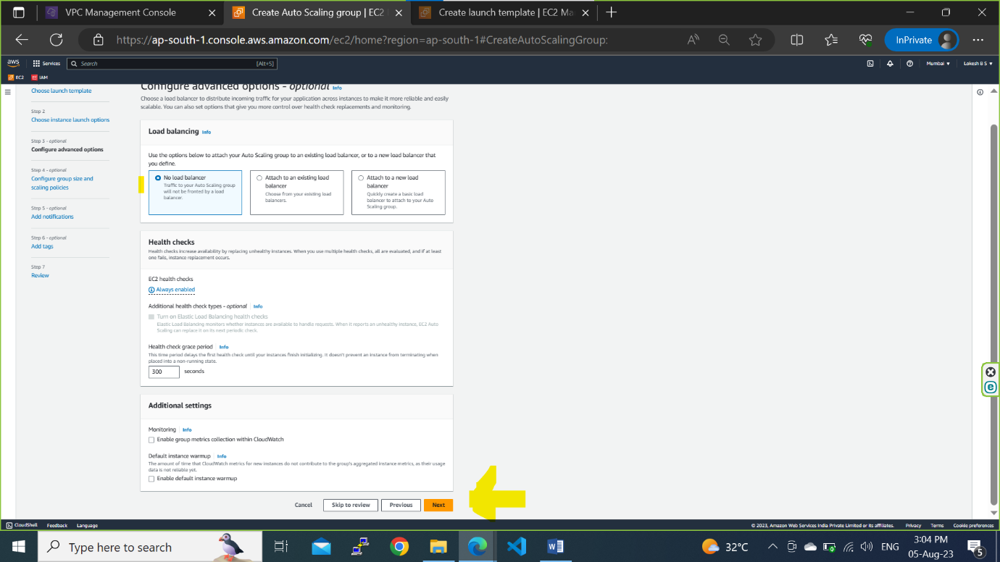 VPC Management Console
Create Auto Scaling group | EC2
Create launch template | EC2 Ma
https://ap-south-1.console.aws.amazon.com/ec2/home?region=ap-south-1#CreateAutoScalingGroup:
InPrivate
aws
Services
Search
[Alt+S]
Mumbai
Lokesh B S
EC2
IAM
Choose launch template
Step 2
Choose instance launch options
Step 3 - optional
Configure advanced options
Step 4 - optional
Configure group size and
scaling policies
Step 5 - optional
Add notifications
Step 6 - optional
Add tags
Step 7
Review
Configure advanced options - optional Info
Choose a load balancer to distribute incoming traffic for your application across instances to make it more reliable and easily
scalable. You can also set options that give you more control over health check replacements and monitoring.
Load balancing Info
Use the options below to attach your Auto Scaling group to an existing load balancer, or to a new load balancer that
you define.
No load balancer
Traffic to your Auto Scaling group
will not be fronted by a load
balancer.
Attach to an existing load
balancer
Choose from your existing load
balancers.
Attach to a new load
balancer
Quickly create a basic load
balancer to attach to your Auto
Scaling group.
Health checks
Health checks increase availability by replacing unhealthy instances. When you use multiple health checks, all are evaluated, and if at least
one fails, instance replacement occurs.
EC2 health checks
Always enabled
Additional health check types - optional Info
Turn on Elastic Load Balancing health checks
Elastic Load Balancing monitors whether instances are available to handle requests. When it reports an unhealthy instance, EC2 Auto
Scaling can replace it on its next periodic check.
Health check grace period Info
This time period delays the first health check until your instances finish initializing. It doesn't prevent an instance from terminating when
placed into a non-running state.
300 seconds
Additional settings
Monitoring Info
Enable group metrics collection within CloudWatch
Default instance warmup Info
The amount of time that CloudWatch metrics for new instances do not contribute to the group's aggregated instance metrics, as their usage
data is not reliable yet.
Enable default instance warmup
Cancel
Skip to review
Previous
Next
CloudShell
Feedback
Language
© 2023, Amazon Web Services India Private Limited or its affiliates.
Privacy
Terms
Cookie preferences
Type here to search
32°C
ENG
3:04 PM
05-Aug-23
5